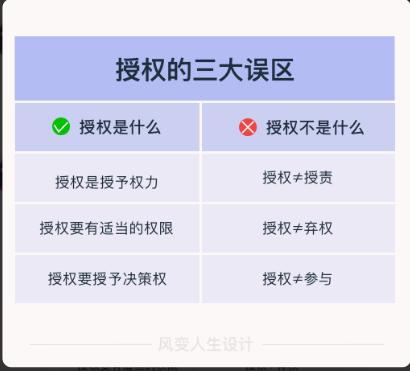 授权的三大误区
授权是什么
授权不是什么
授权是授予权力
授权≠授责
授权要有适当的权限
授权≠弃权
授权要授予决策权
授权≠参与
风变人生设计